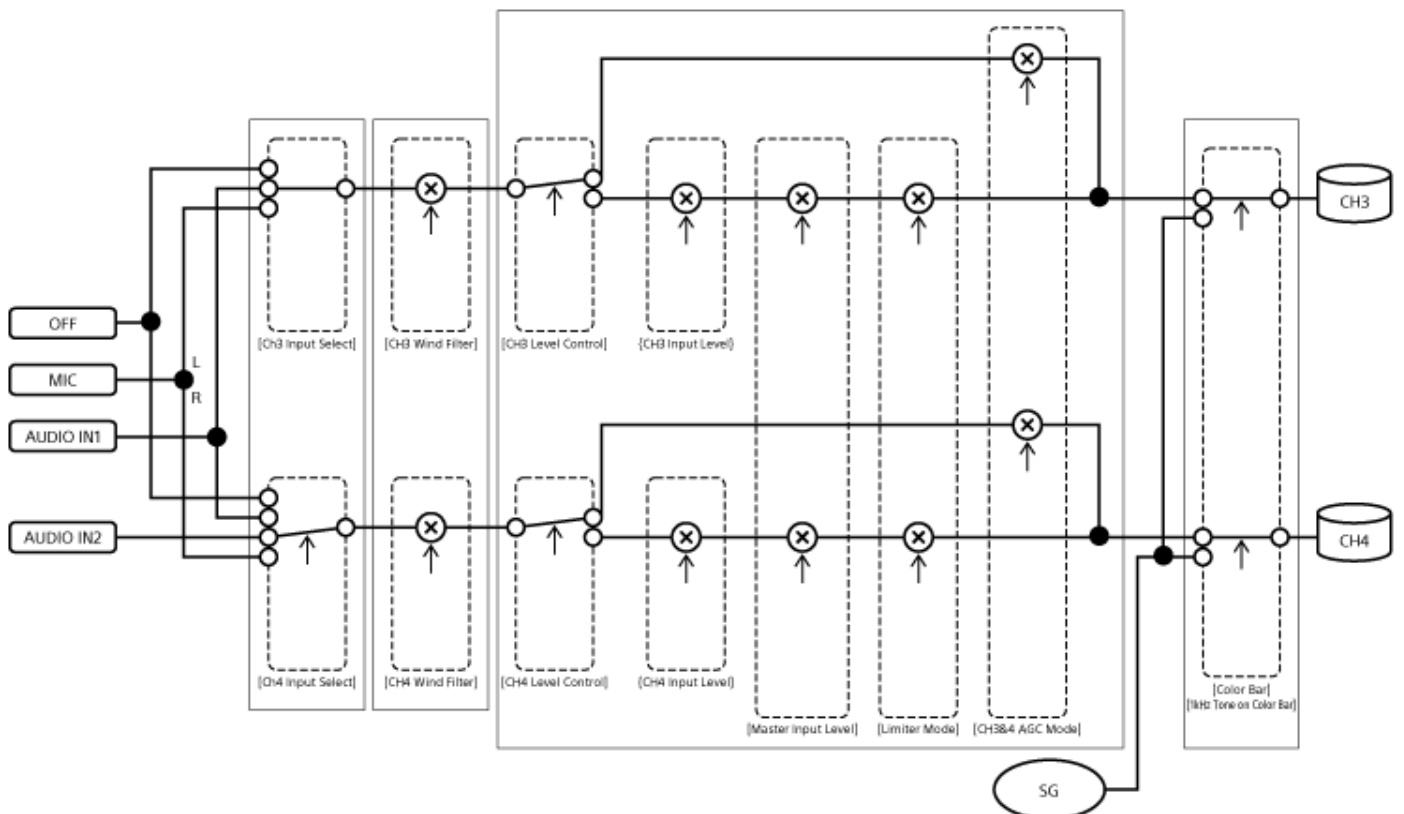 CH3
OFF
[Ch3 Input Select]
[CH3 Wind Filter]
[CH3 Level Control]
{CH3 Input Level}
L
MIC
R
AUDIO IN1
AUDIO IN2
CH4
[Ch4 Input Select]
[CH4 Wind Filter]
[CH4 Level Control]
{CH4 Input Level}
[Color Bar]
[1kHz Tone on Color Bar]
[Master Input Level]
[Limiter Mode]
[CH3&4 AGC Mode]
SG